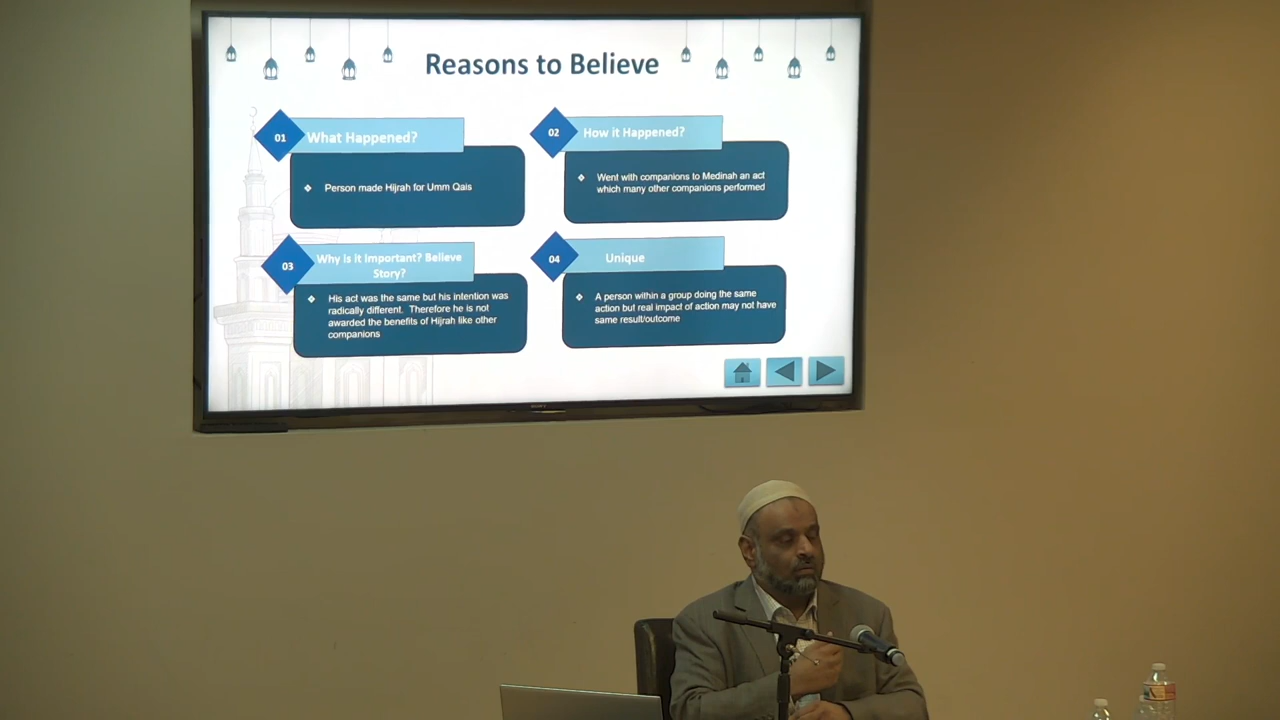 Reasons to Believe
01
What Happened?
❖ Person made Hijrah for Umm Qais
02
How it Happened?
❖ Went with companions to Medinah an act
which many other companions performed
03
Why is it Important? Believe
Story?
❖ His act was the same but his intention was
radically different. Therefore he is not
awarded the benefits of Hijrah like other
companions
04
Unique
❖ A person within a group doing the same
action but real impact of action may not have
same result/outcome
SONY